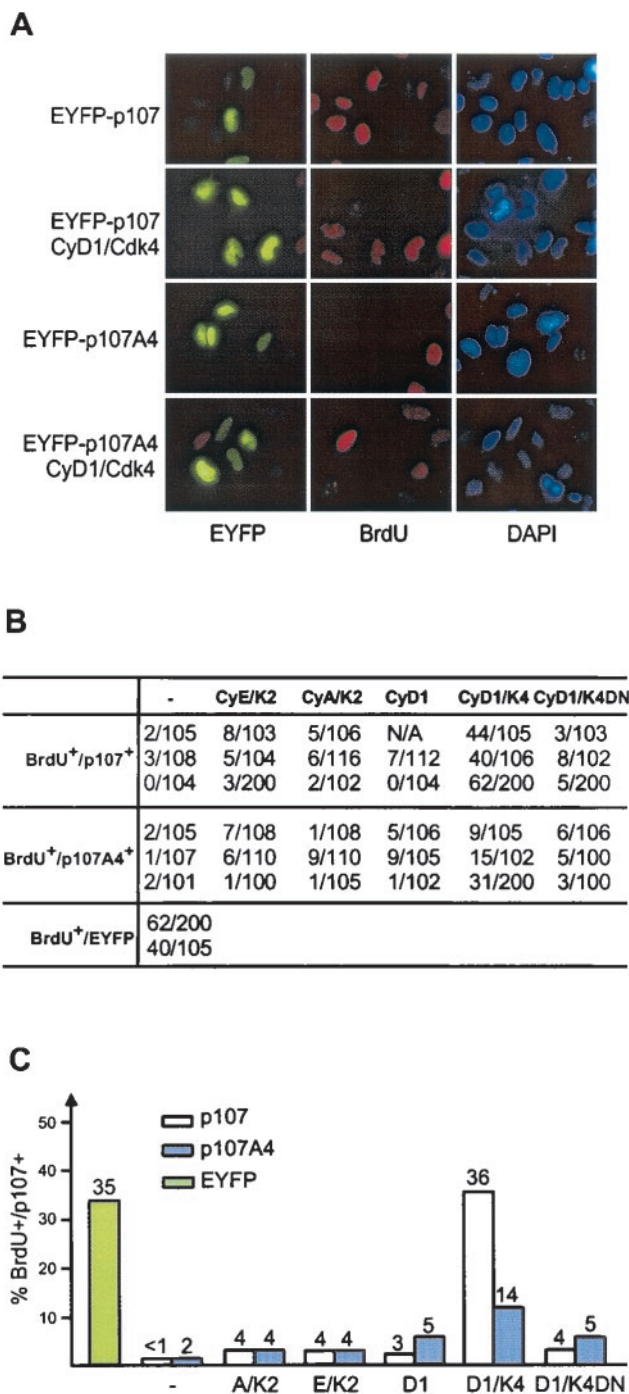 A
EYFP-p107
EYFP-p107
CyD1/Cdk4
EYFP-p107A4
EYFP-p107A4
CyD1/Cdk4
EYFP BrdU DAPI
B
- CyE/K2 CyA/K2 CyD1 CyD1/K4 CyD1/K4DN
BrdU+/p107+
2/105 8/103 5/106 N/A 44/105 3/103
3/108 5/104 6/116 7/112 40/106 8/102
0/104 3/200 2/102 0/104 62/200 5/200
BrdU+/p107A4+
2/105 7/108 1/108 5/106 9/105 6/106
1/107 6/110 9/110 9/105 15/102 5/100
2/101 1/100 1/105 1/102 31/200 3/100
BrdU+/EYFP
62/200
40/105
C
% BrdU+/p107+
50
40
30
20
10
p107
p107A4
EYFP
35 <1 2 4 4 4 4 3 5 36 14 4 5
- A/K2 E/K2 D1 D1/K4 D1/K4DN